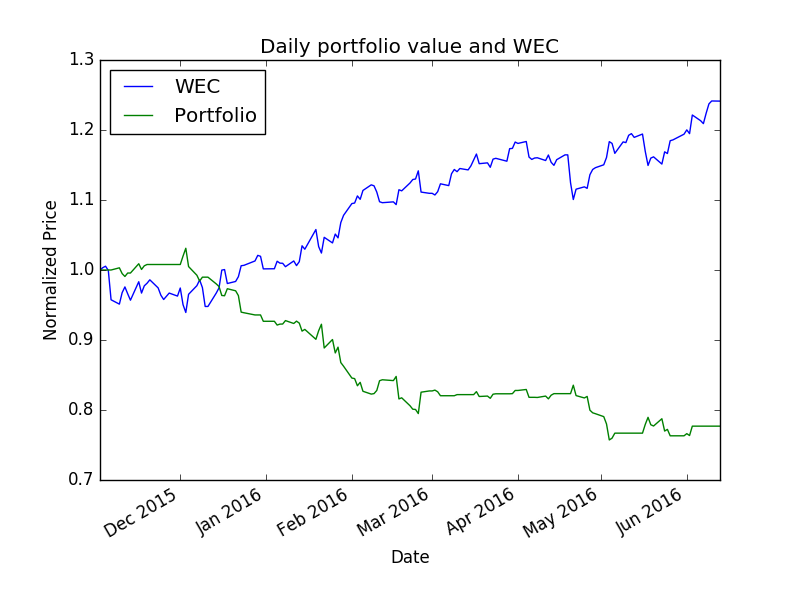 Daily portfolio value and WEC
1.3
1.2
1.1
1.0
0.9
0.8
0.7
Normalized Price
WEC
Portfolio
Dec 2015
Jan 2016
Feb 2016
Mar 2016
Apr 2016
May 2016
Jun 2016
Date